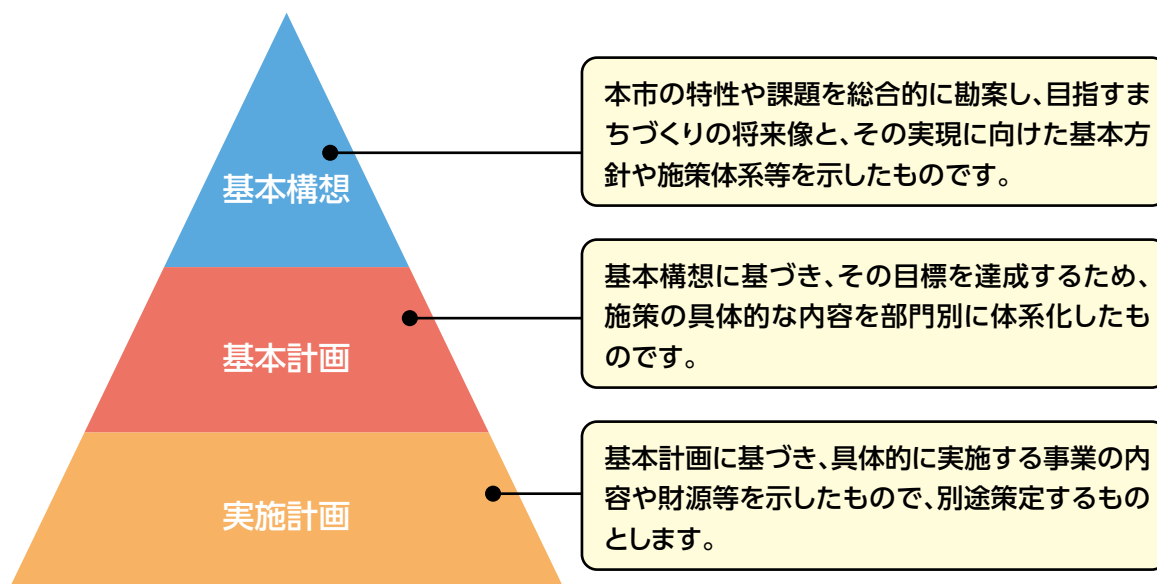 基本構想
本市の特性や課題を総合的に勘案し、目指すま
ちづくりの将来像と、その実現に向けた基本方
針や施策体系等を示したものです。
基本計画
基本構想に基づき、その目標を達成するため、
施策の具体的な内容を部門別に体系化したも
のです。
実施計画
基本計画に基づき、具体的に実施する事業の内
容や財源等を示したもので、別途策定するもの
とします。